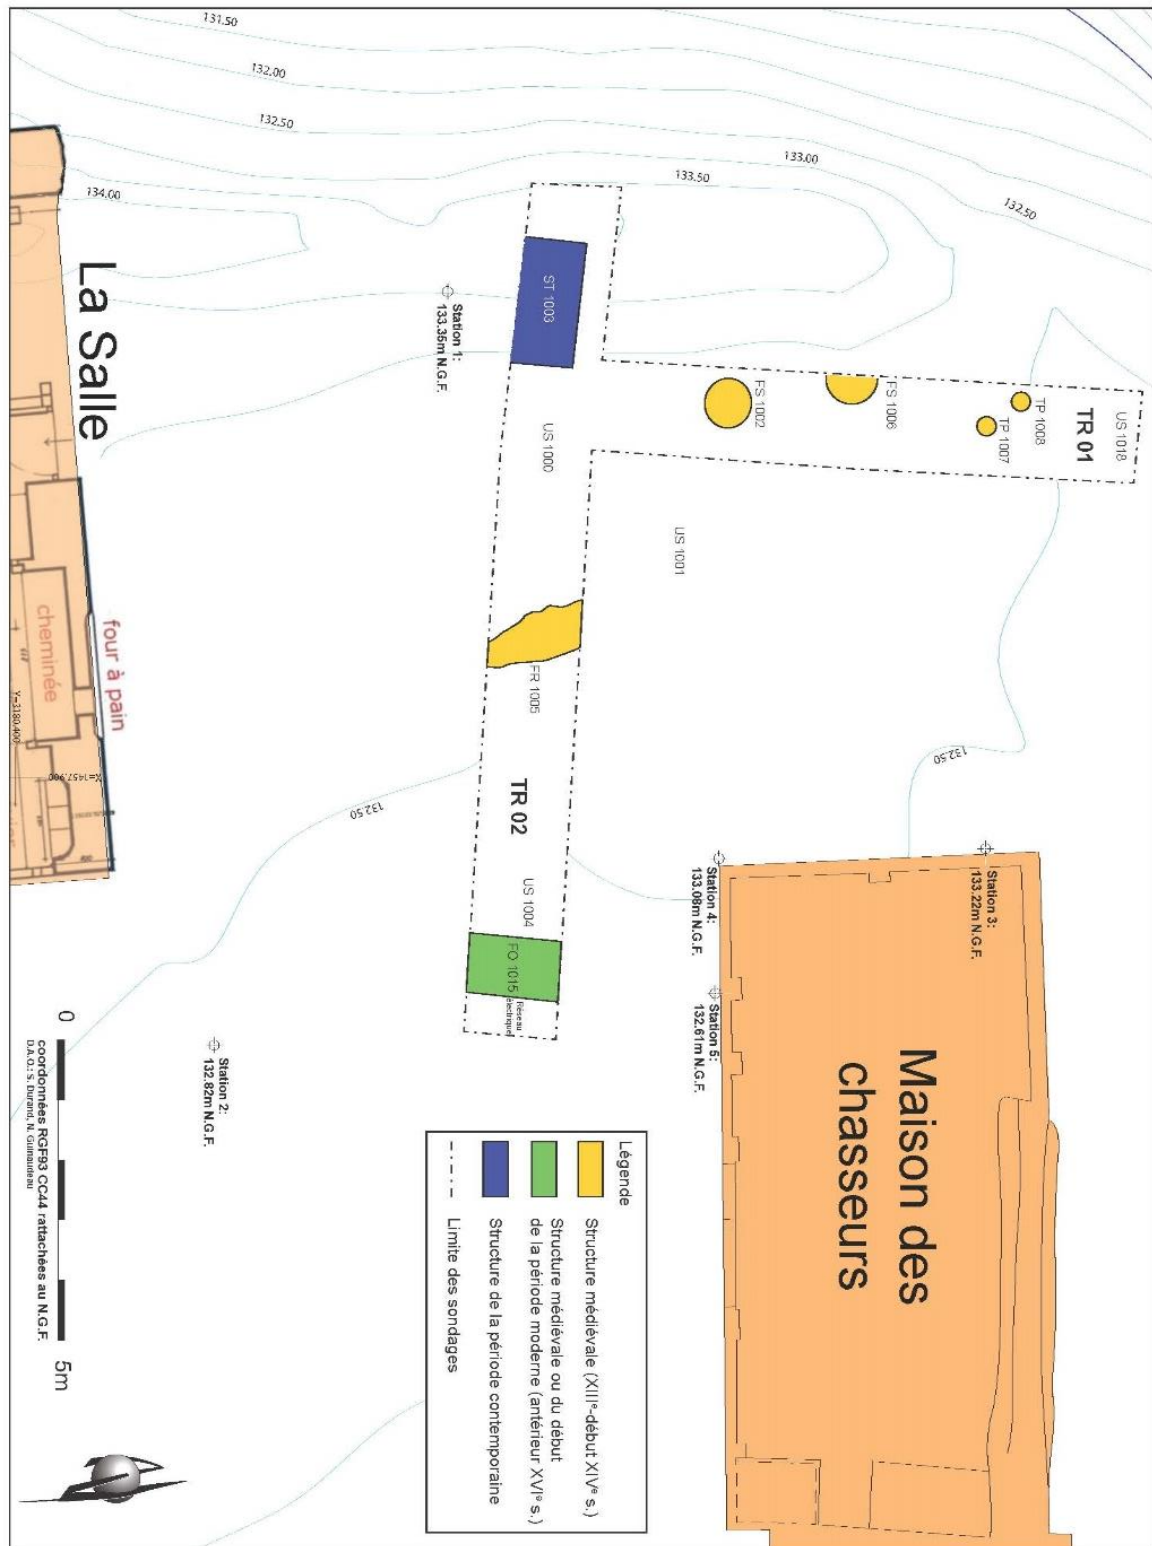 131.50
132.00
132.50
134.00
133.00
133.50
132.50
La Salle
Station 1:
133.35m N.G.F.
ST 1003
US 1000
FS 1002
FS 1006
TP 1008
TP 1007
TR 01
US 1018
US 1001
FR 1005
TR 02
US 1004
FO 1015
Réseau
électrique
132.50
132.50
four à pain
cheminée
Y=3180.400
X=1457.900
Station 4:
133.08m N.G.F.
Station 3:
133.22m N.G.F.
Station 5:
132.61m N.G.F.
Station 2:
132.82m N.G.F.
Maison des
chasseurs
Légende
Structure médiévale (XIIIe-début XIVe s.)
Structure médiévale ou du début
de la période moderne (antérieur XVIe s.)
Structure de la période contemporaine
Limite des sondages
0
5m
coordonnées RGF93 CC44 rattachées au N.G.F.
D.A.O.: S. Durand, N. Guinaudeau